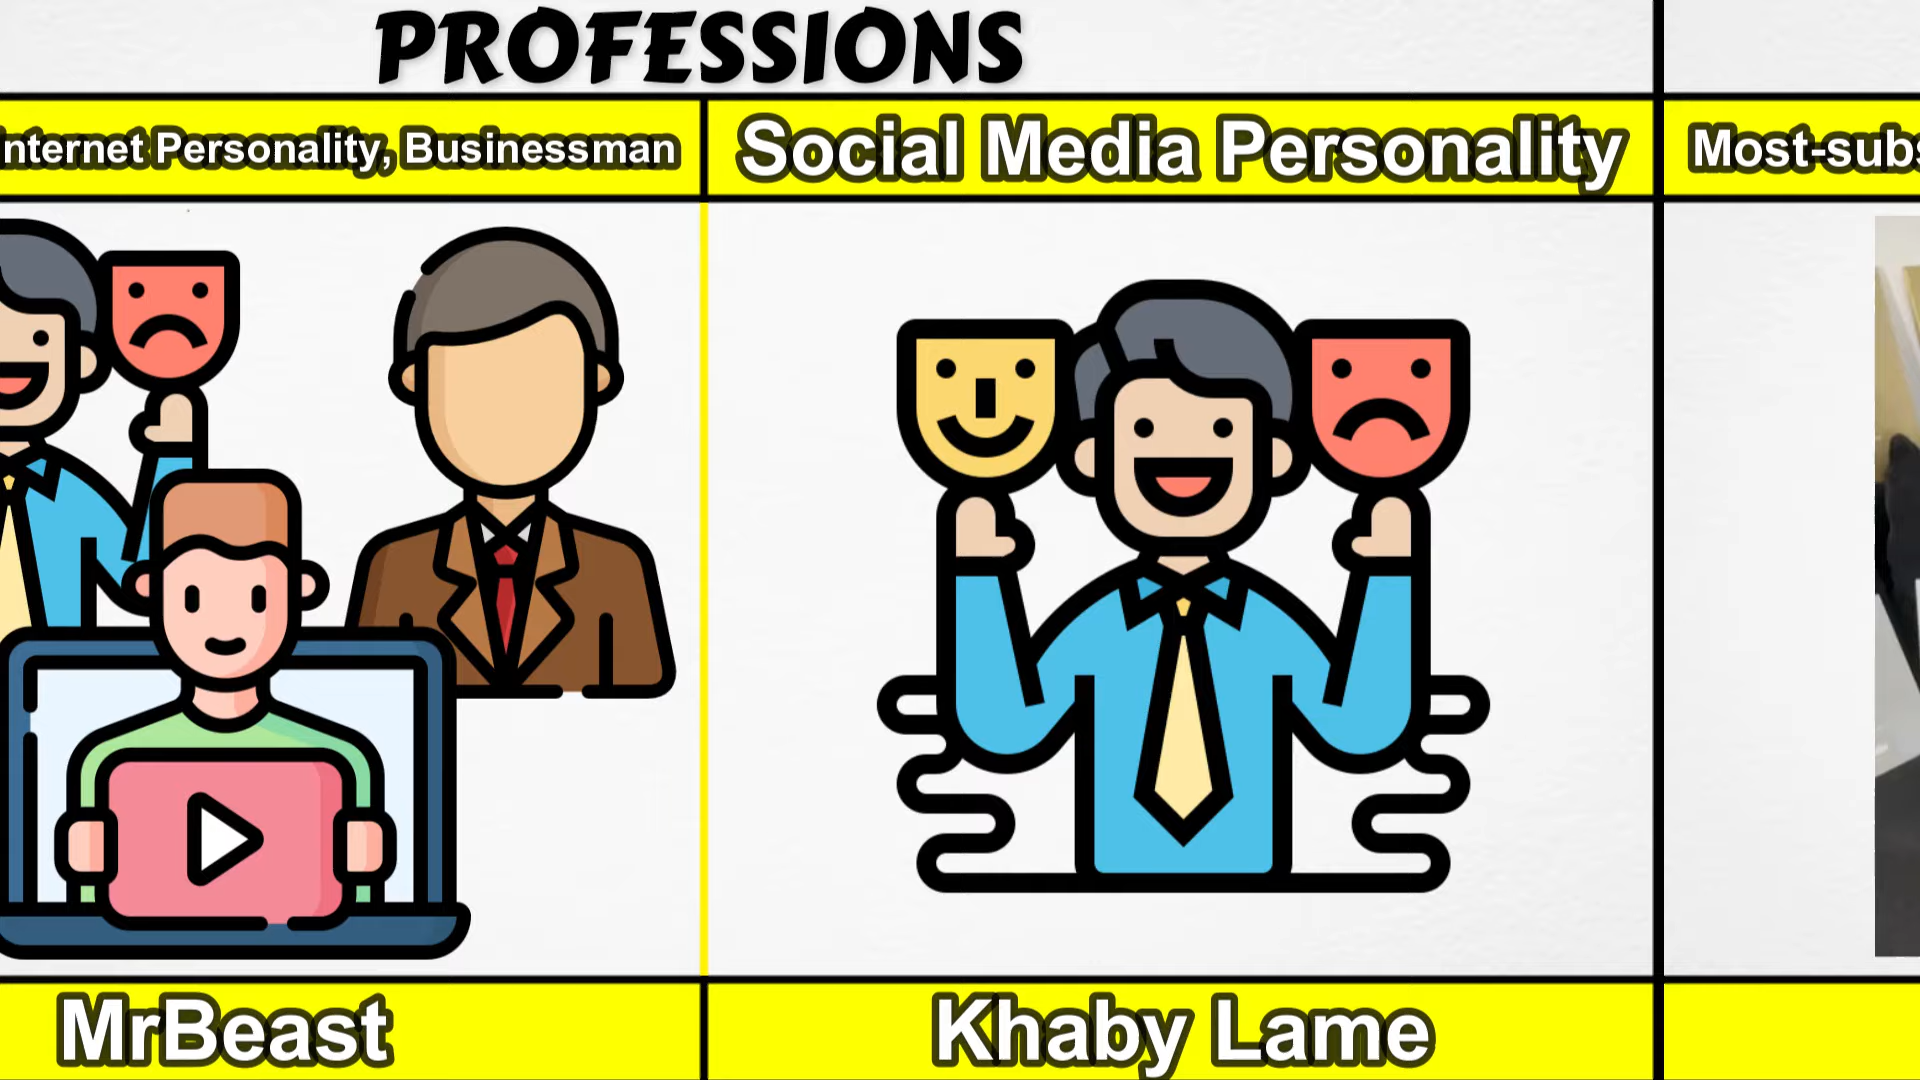 PROFESSIONS
nternet Personality, Businessman
Social Media Personality
Most-subs
MrBeast
Khaby Lame